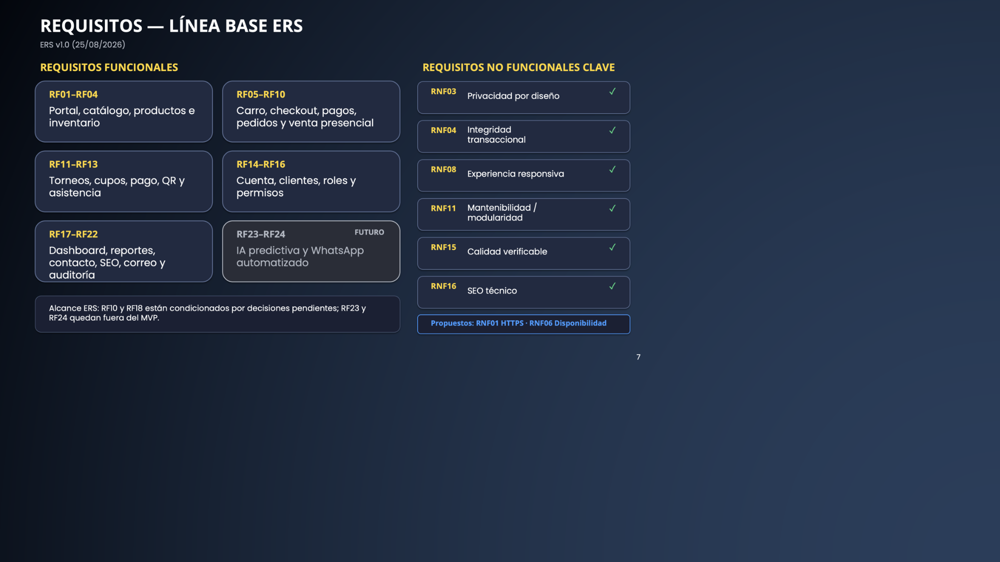 REQUISITOS — LÍNEA BASE ERS
ERS v1.0 (25/08/2026)
REQUISITOS FUNCIONALES
RF01–RF04
Portal, catálogo, productos e
inventario
RF05–RF10
Carro, checkout, pagos,
pedidos y venta presencial
RF11–RF13
Torneos, cupos, pago, QR y
asistencia
RF14–RF16
Cuenta, clientes, roles y
permisos
RF17–RF22
Dashboard, reportes,
contacto, SEO, correo y
auditoría
RF23–RF24
FUTURO
IA predictiva y WhatsApp
automatizado
Alcance ERS: RF10 y RF18 están condicionados por decisiones pendientes; RF23 y
RF24 quedan fuera del MVP.
REQUISITOS NO FUNCIONALES CLAVE
RNF03 Privacidad por diseño ✓
RNF04 Integridad ✓
transaccional
RNF08 Experiencia responsiva ✓
RNF11 Mantenibilidad / ✓
modularidad
RNF15 Calidad verificable ✓
RNF16 SEO técnico ✓
Propuestos: RNF01 HTTPS · RNF06 Disponibilidad
7